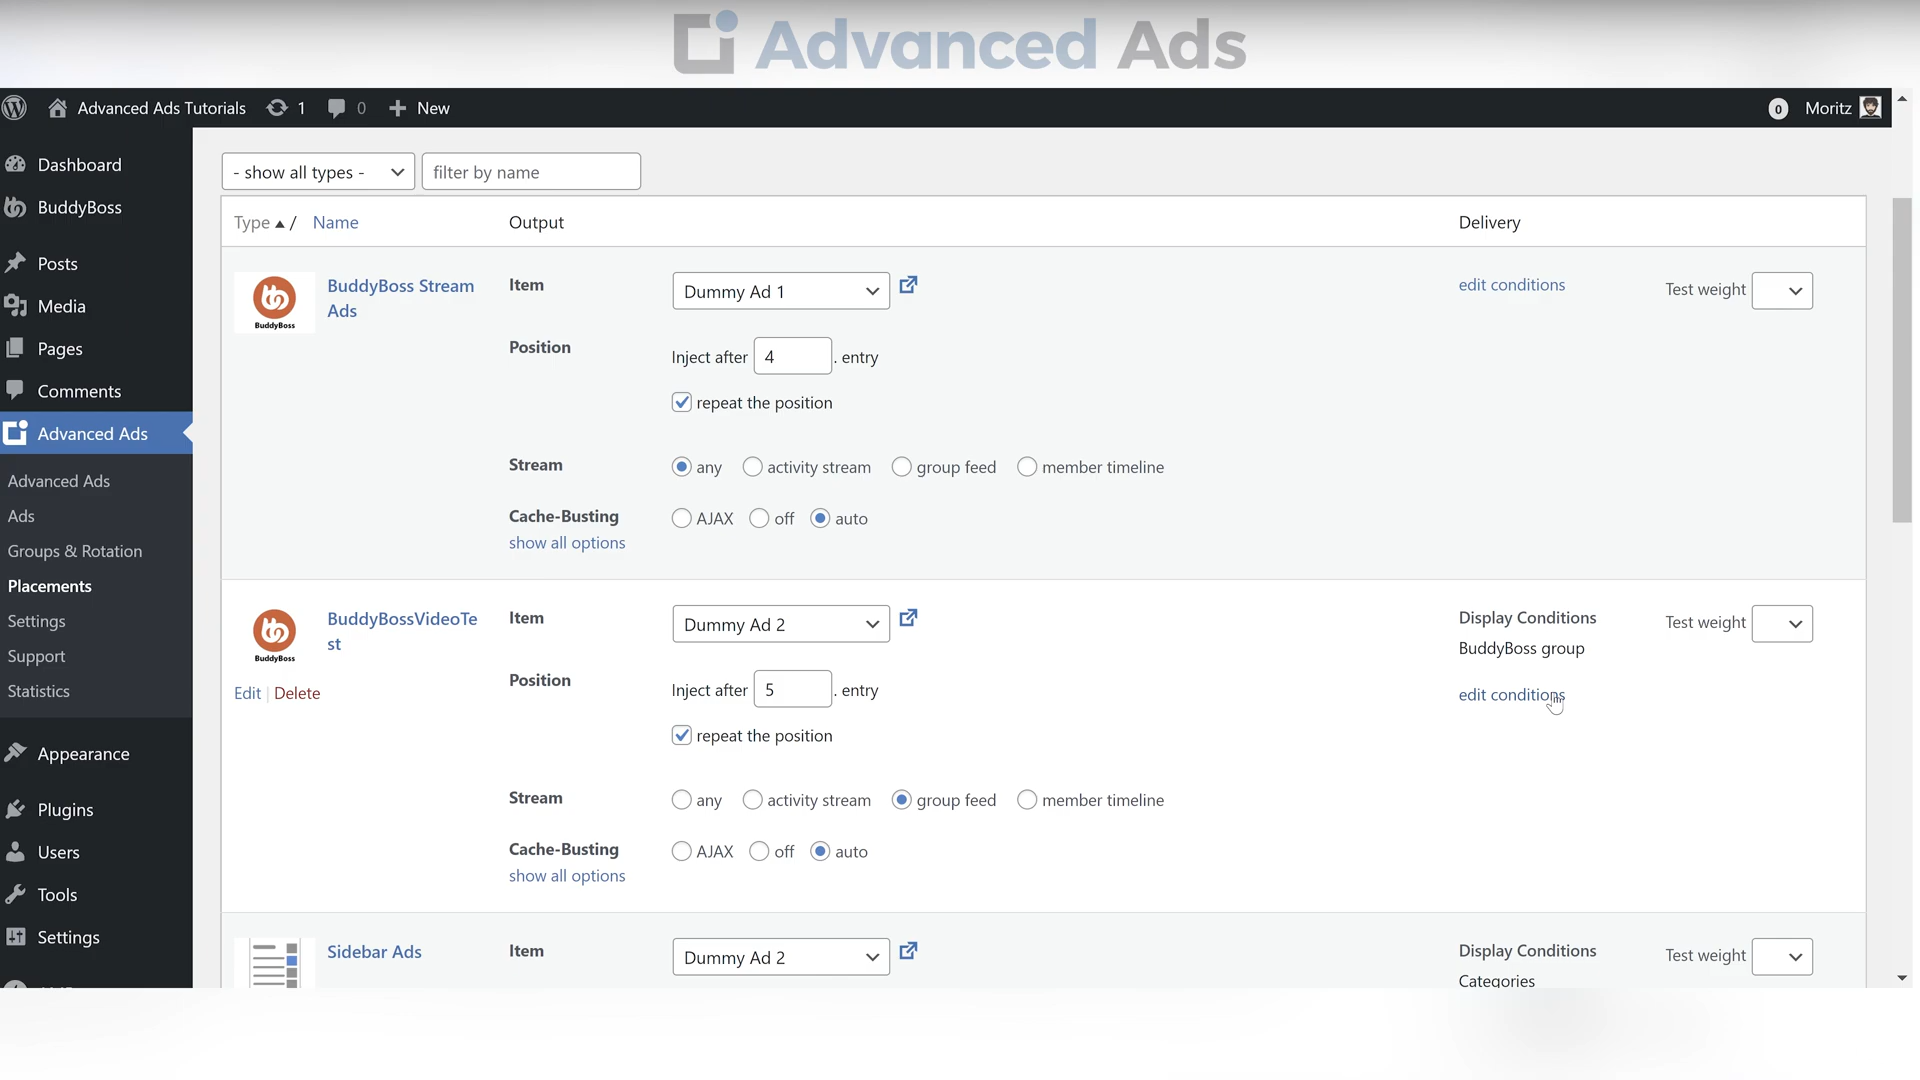 Advanced Ads
Advanced Ads Tutorials 1 0 New 0 Moritz
Dashboard
BuddyBoss
Posts
Media
Pages
Comments
Advanced Ads
Advanced Ads
Ads
Groups & Rotation
Placements
Settings
Support
Statistics
Appearance
Plugins
Users
Tools
Settings
- show all types - filter by name
Type / Name Output Delivery
BuddyBoss
BuddyBoss Stream
Ads
Item Dummy Ad 1 edit conditions Test weight
Position Inject after 4 . entry
repeat the position
Stream any activity stream group feed member timeline
Cache-Busting AJAX off auto
show all options
BuddyBoss
BuddyBossVideoTe
st
Edit | Delete
Item Dummy Ad 2 Display Conditions Test weight
BuddyBoss group
Position Inject after 5 . entry edit conditions
repeat the position
Stream any activity stream group feed member timeline
Cache-Busting AJAX off auto
show all options
Sidebar Ads Item Dummy Ad 2 Display Conditions Test weight
Categories